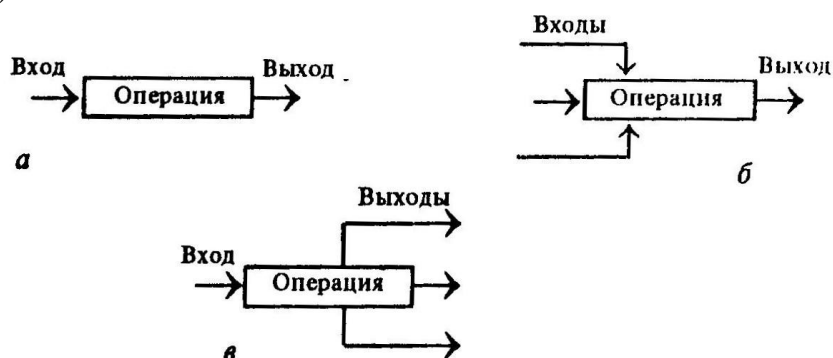 Вход
Операция
Выход
а
Входы
Операция
Выход
б
Выходы
Вход
Операция
в